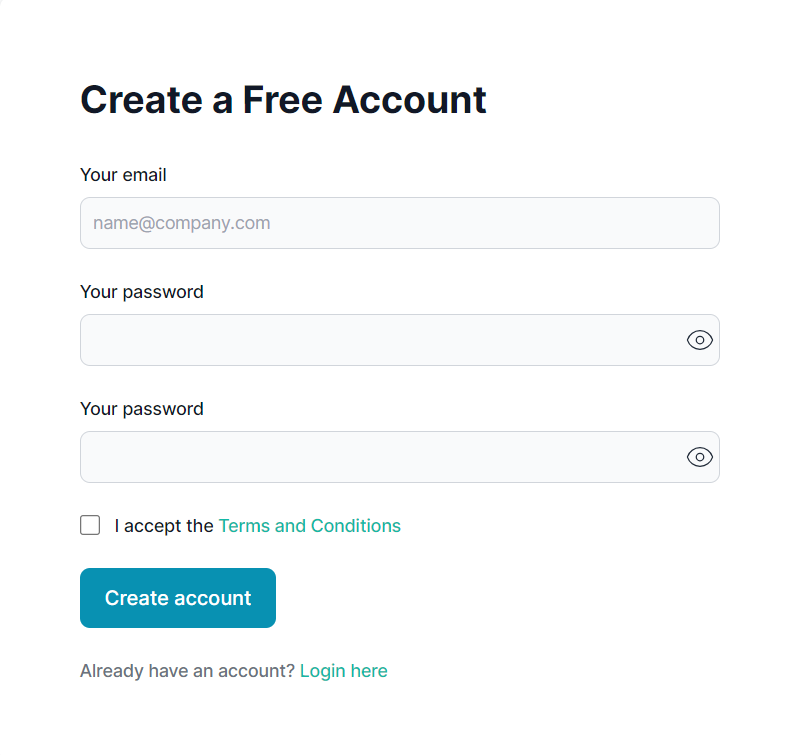 Create a Free Account
Your email
name@company.com
Your password
Your password
I accept the Terms and Conditions
Create account
Already have an account? Login here